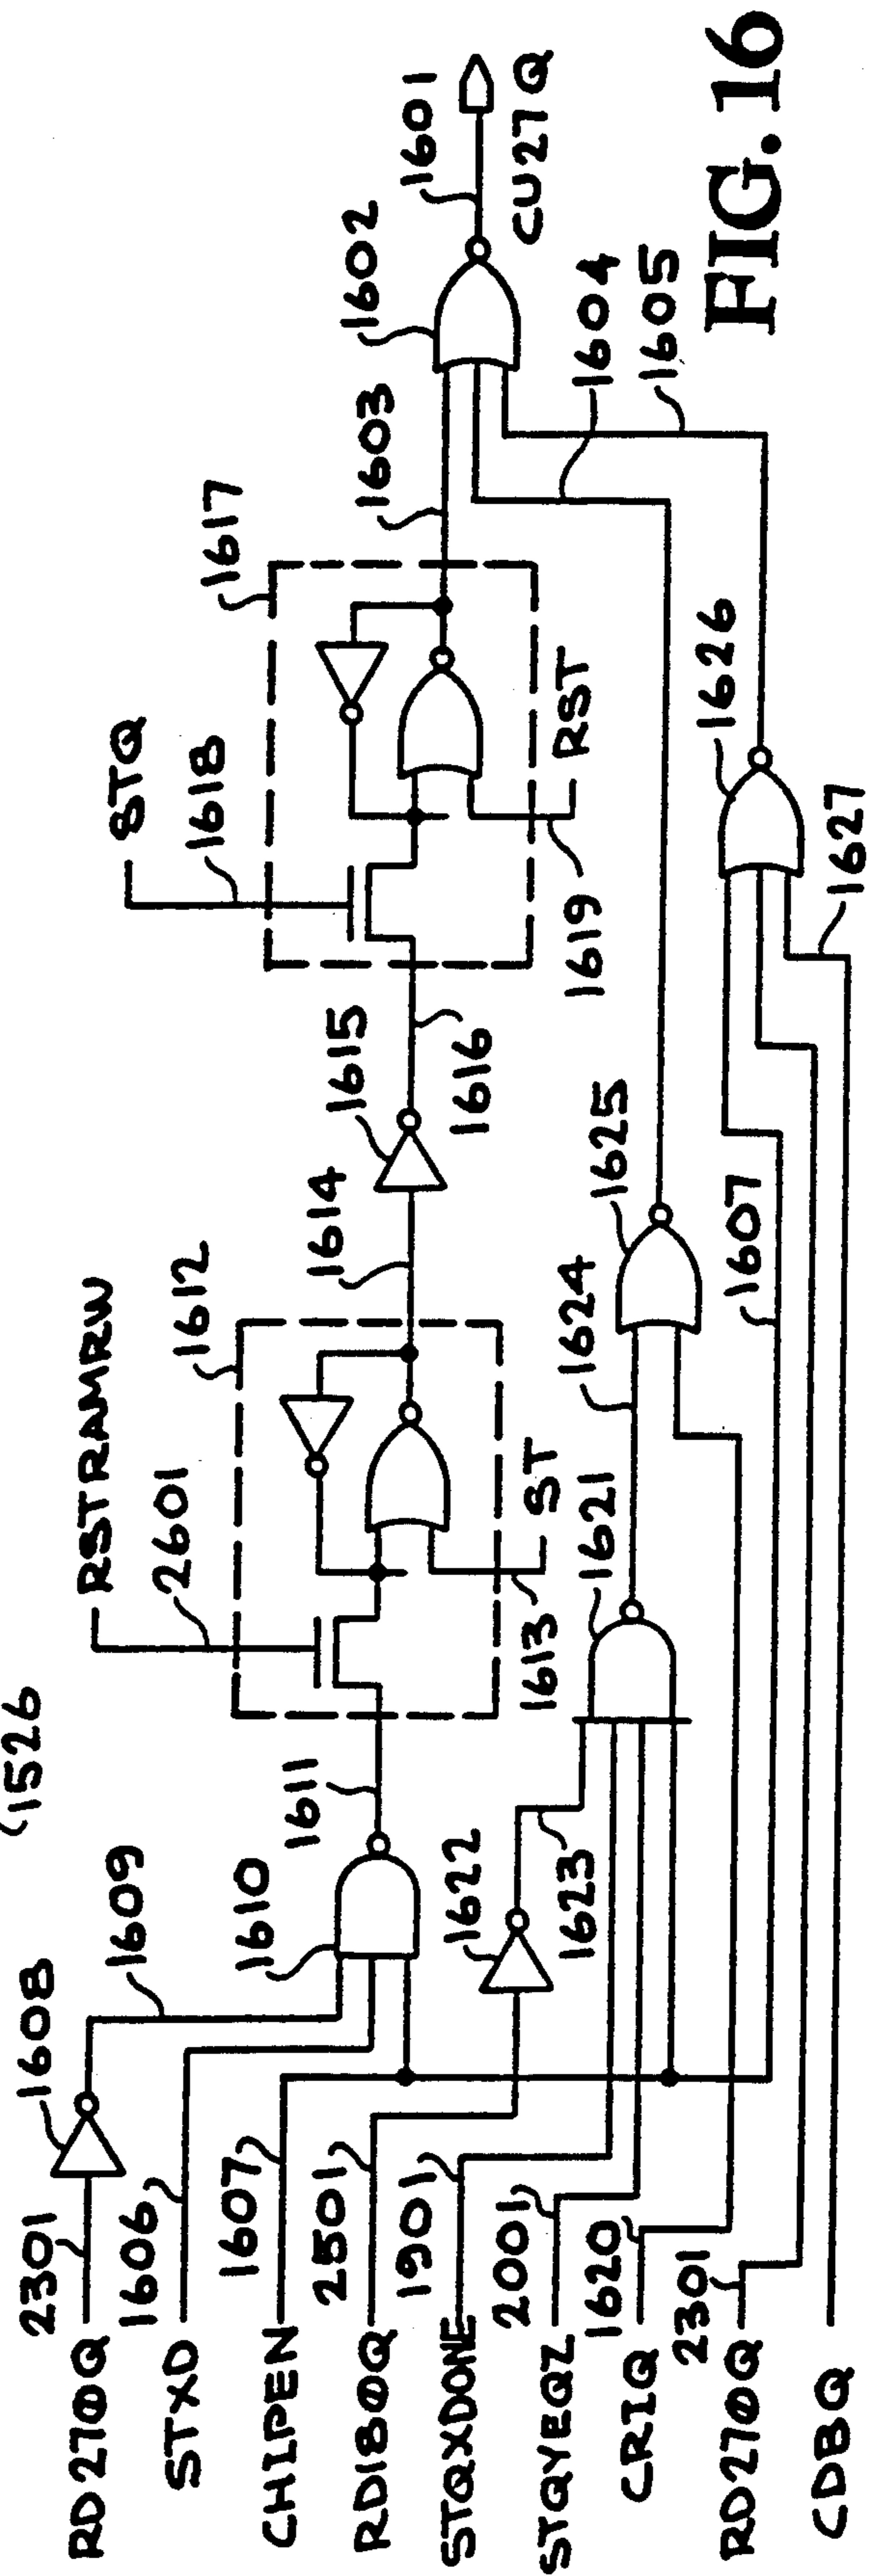 1526
RSTRAMRW
2601
STQ
1618
1608
1609
1610
1611
1612
1614
1615
1616
1617
1603
1602
1601
CU27Q
2301
RD270Q
1606
STXD
1607
CHIPEN
2501
RD180Q
1901
STQXDONE
2001
STQYEQZ
1620
CRIQ
2301
RD270Q
CDBQ
1622
1623
1613
ST
1621
1624
1625
1619
RST
1604
1605
1607
1626
1627
FIG. 16